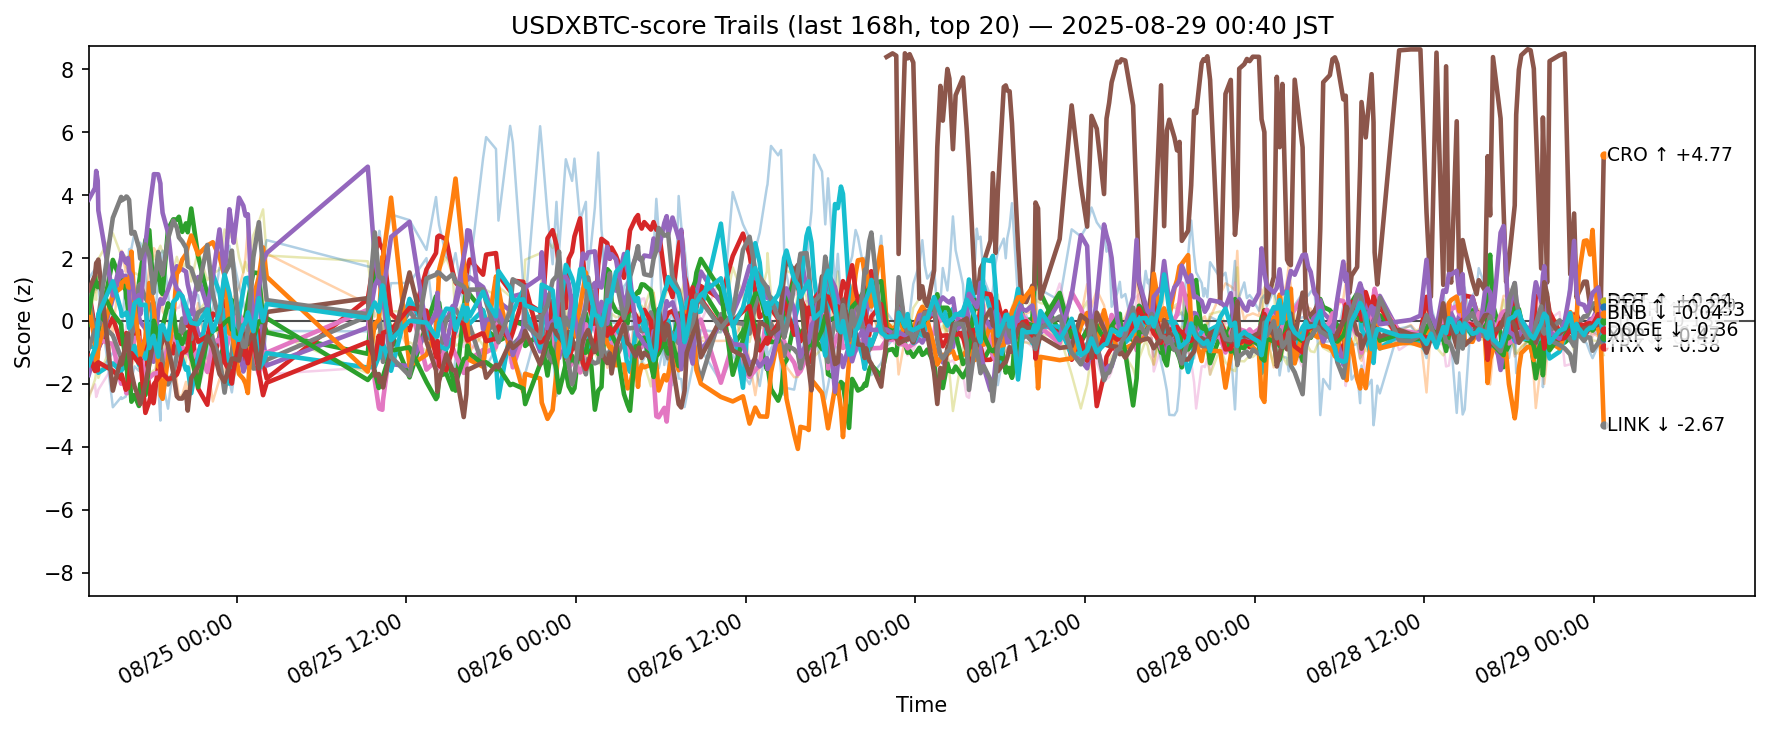 USDXBTC-score Trails (last 168h, top 20) — 2025-08-29 00:40 JST
Score (z)
8
6
4
2
0
−2
−4
−6
−8
CRO ↑ +4.77
BNB ↓ -0.04
DOGE ↓ -0.36
TRX ↓ -0.38
LINK ↓ -2.67
08/25 00:00
08/25 12:00
08/26 00:00
08/26 12:00
08/27 00:00
08/27 12:00
08/28 00:00
08/28 12:00
08/29 00:00
Time